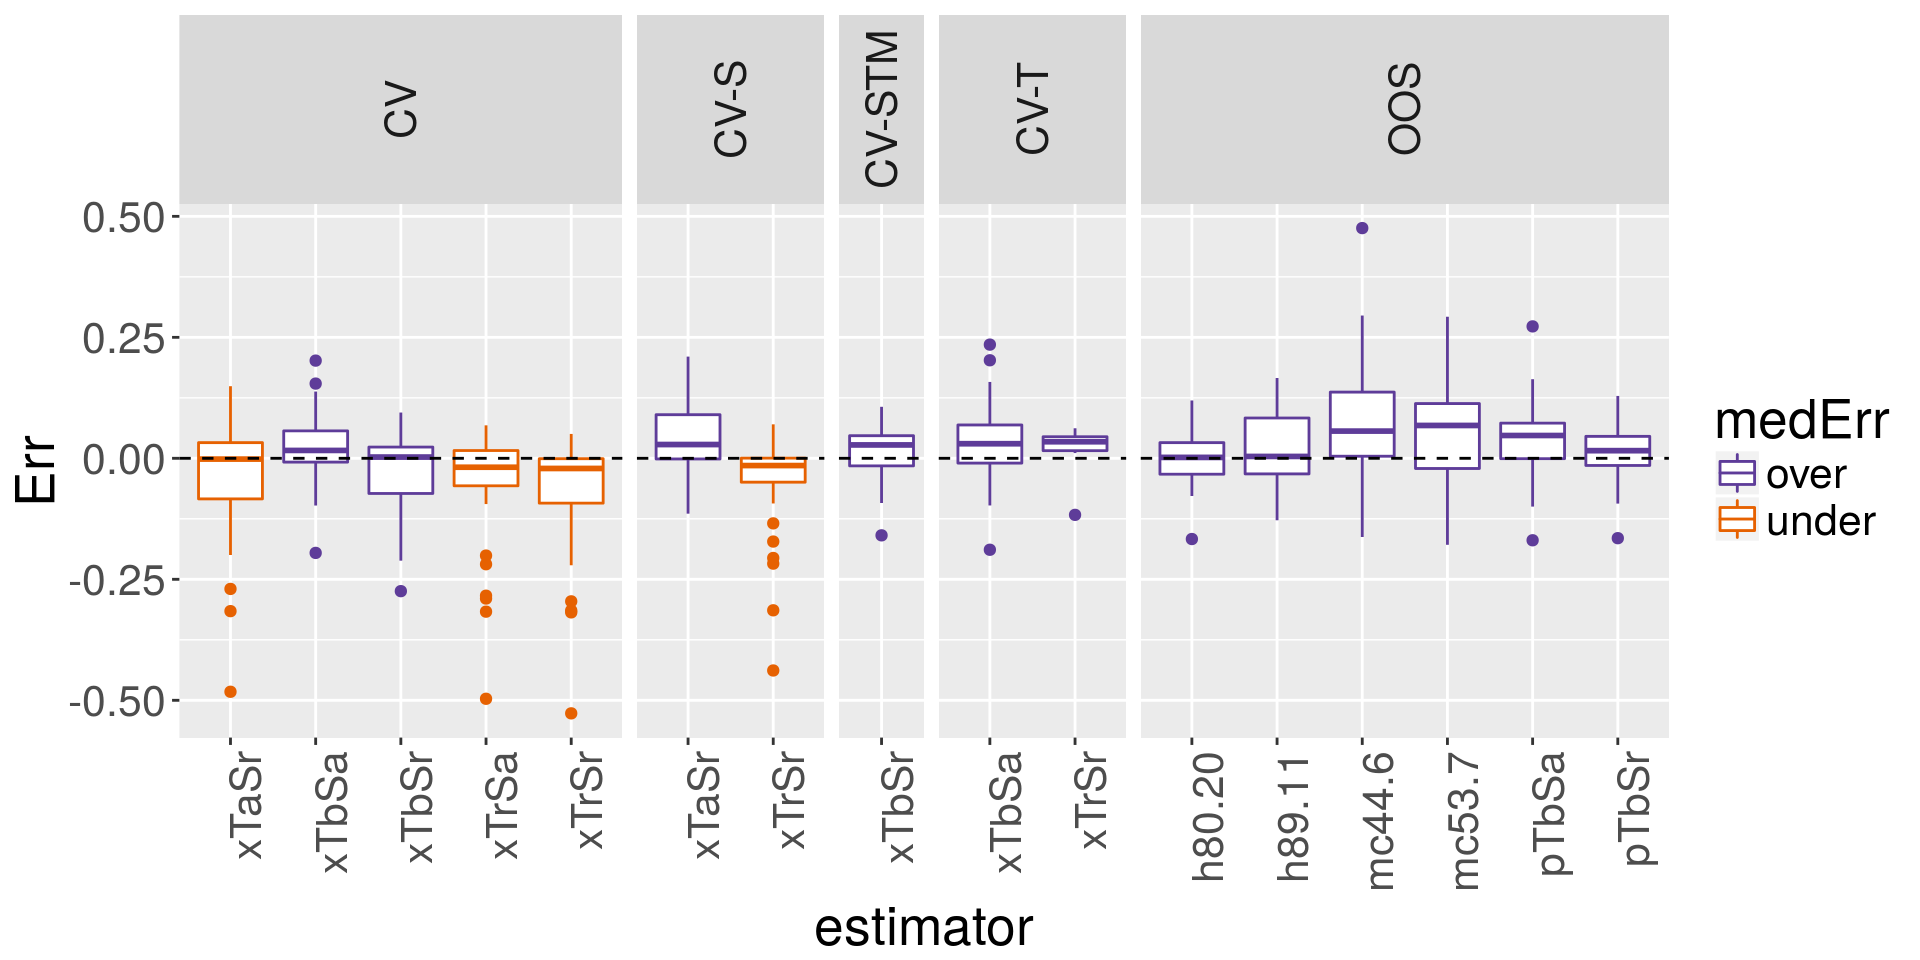 CV
CV-S
CV-STM
CV-T
OOS
0.50
0.25
0.00
-0.25
-0.50
Err
xTaSr
xTbSa
xTbSr
xTrSa
xTrSr
xTaSr
xTrSr
xTbSr
xTbSa
xTrSr
h80.20
h89.11
mc44.6
mc53.7
pTbSa
pTbSr
estimator
medErr
over
under